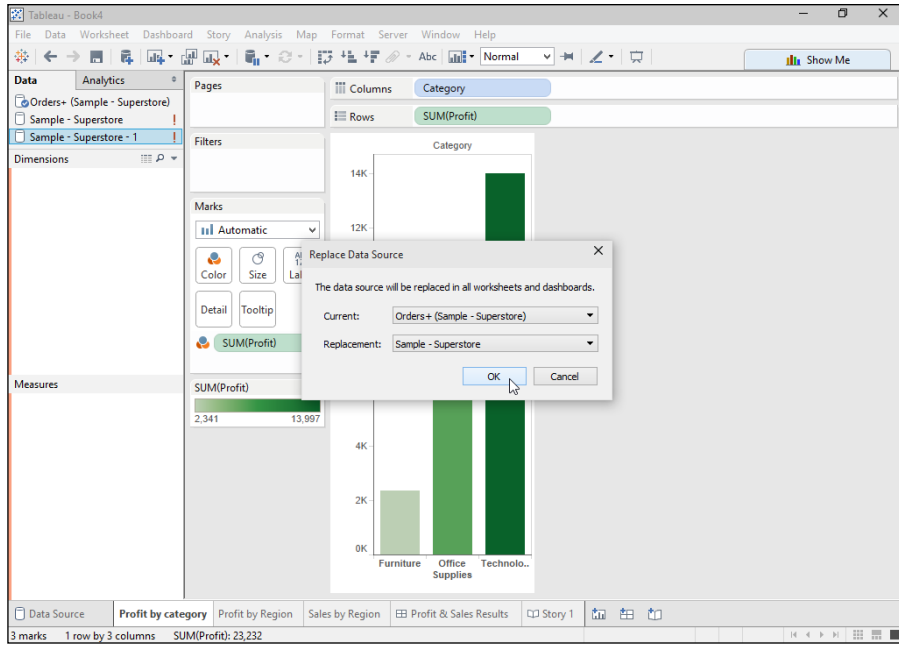 Tableau - Book4
File Data Worksheet Dashboard Story Analysis Map Format Server Window Help
Abc Normal Show Me
Data Analytics
Orders+ (Sample - Superstore)
Sample - Superstore !
Sample - Superstore - 1 !
Dimensions
Measures
Pages
Filters
Marks
Automatic
Color Size
Detail Tooltip
SUM(Profit)
SUM(Profit)
2,341 13,997
Columns Category
Rows SUM(Profit)
Category
14K
12K
Replace Data Source
The data source will be replaced in all worksheets and dashboards.
Current: Orders+ (Sample - Superstore)
Replacement: Sample - Superstore
OK Cancel
4K
2K
0K
Furniture Office Supplies Technolo..
Data Source Profit by category Profit by Region Sales by Region Profit & Sales Results Story 1
3 marks 1 row by 3 columns SUM(Profit): 23,232